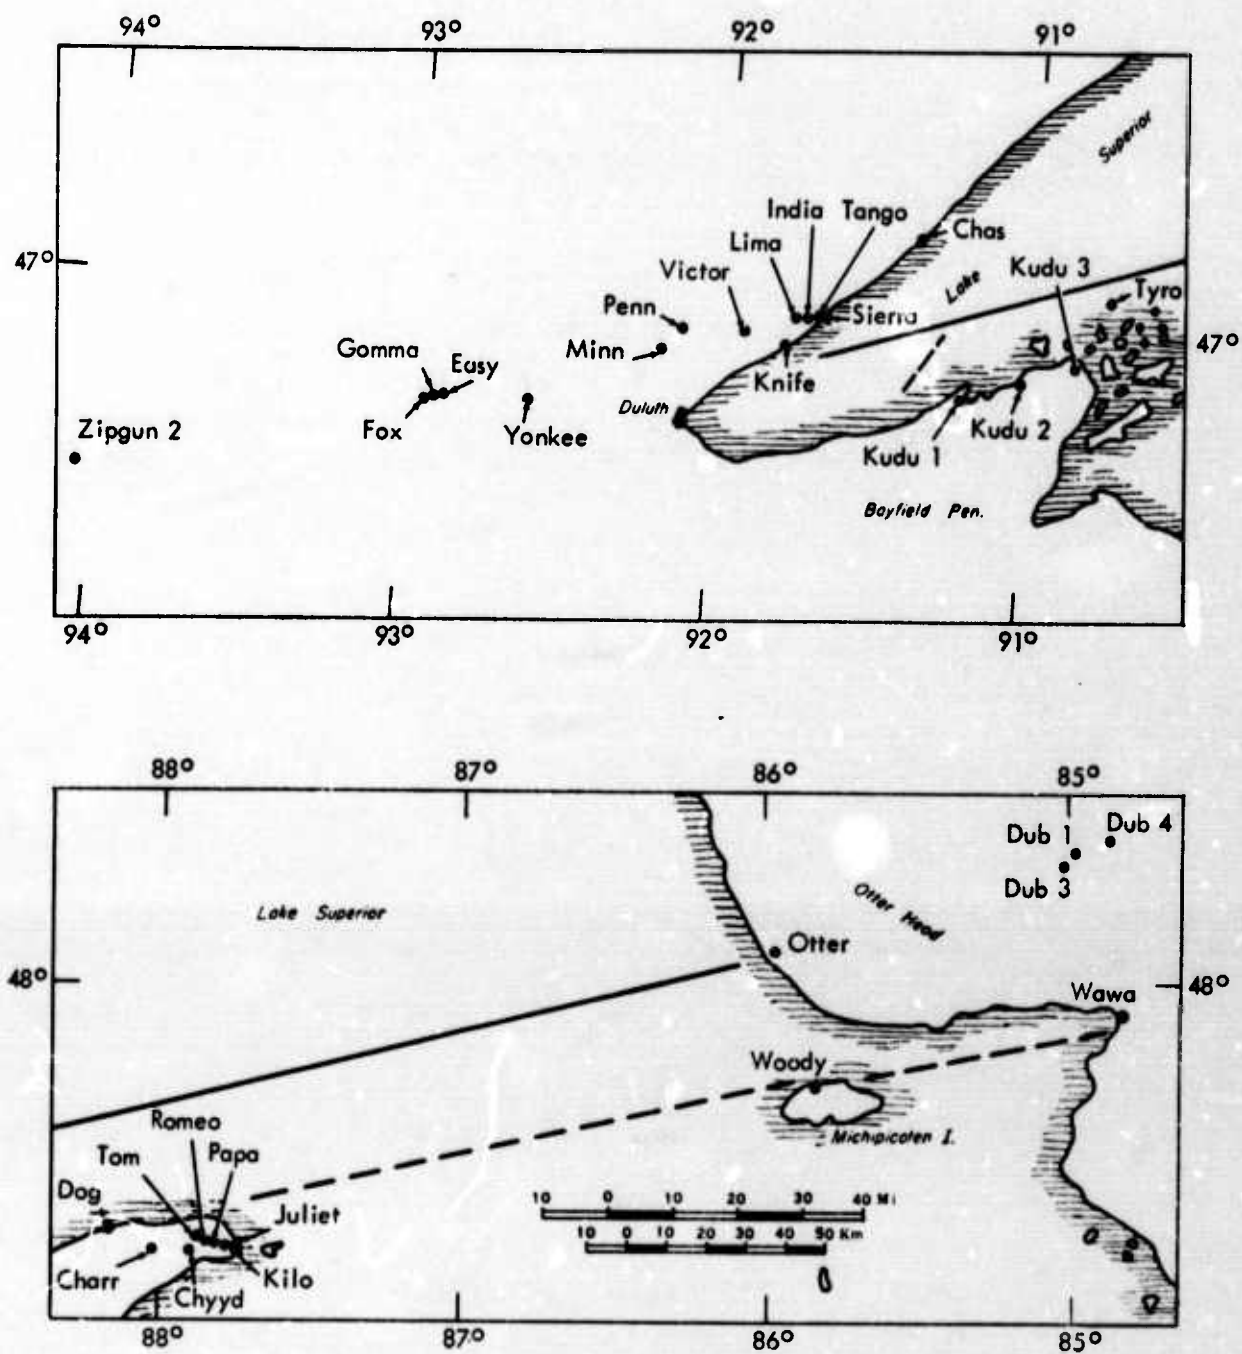 94° 93° 92° 91°
Superior
India Tango
Chas
47°
Lima
Kudu 3
Victor
Lake
Tyro
Penn
Sierra
47°
Minn
Gomma
Easy
Knife
Duluth
Zipgun 2
Fox
Yonkee
Kudu 2
Kudu 1
Bayfield Pen.
94° 93° 92° 91°
88° 87° 86° 85°
Dub 4
Dub 1
Dub 3
Lake Superior
Otter Head
Otter
48°
48°
Wawa
Woody
Romeo
Michipicoten I.
Tom
Papa
Dog
10 0 10 20 30 40 Mi
Juliet
10 0 10 20 30 40 50 Km
Charr
Kilo
Chyyd
88° 87° 86° 85°